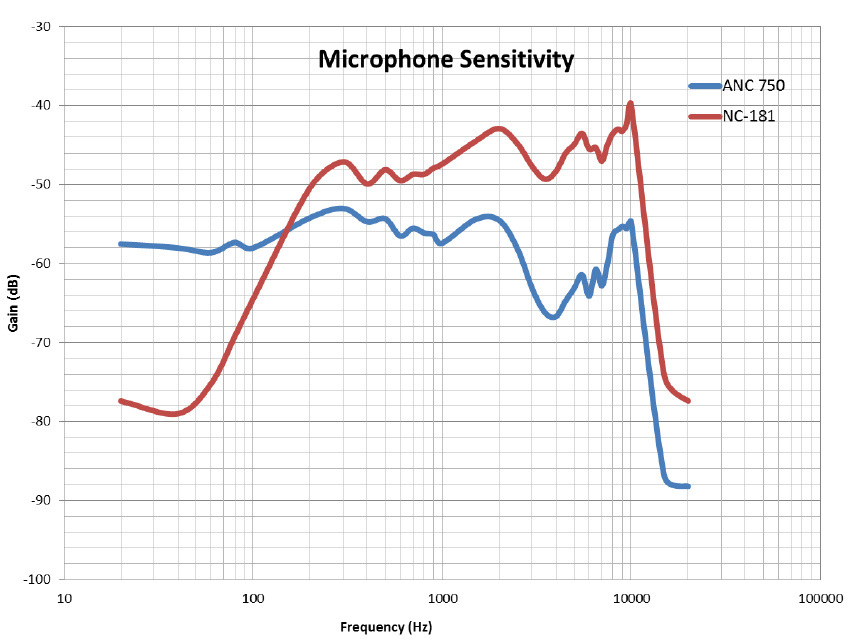 Microphone Sensitivity
ANC 750
NC-181
Gain (dB)
-30
-40
-50
-60
-70
-80
-90
-100
10
100
1000
10000
100000
Frequency (Hz)